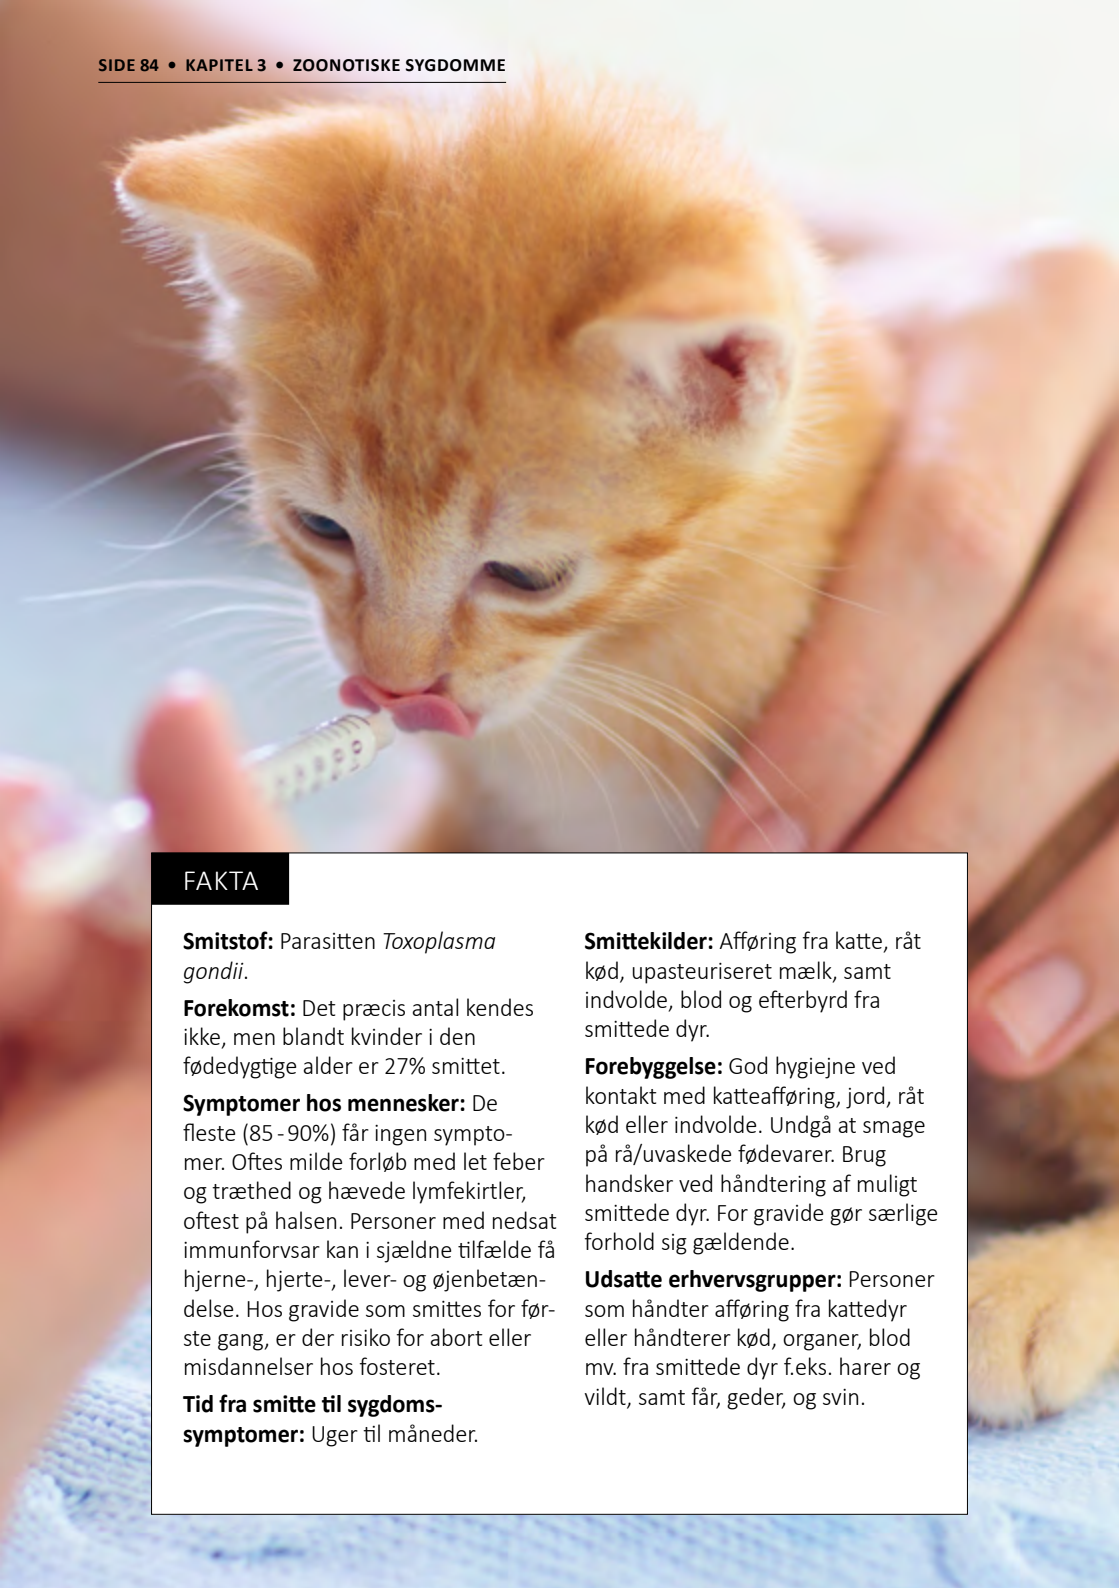 SIDE 84 • KAPITEL 3 • ZOONOTISKE SYGDOMME
FAKTA
Smitstof: Parasitten Toxoplasma
gondii.
Forekomst: Det præcis antal kendes
ikke, men blandt kvinder i den
fødedygtige alder er 27% smittet.
Symptomer hos mennesker: De
fleste (85-90%) får ingen sympto-
mer. Oftes milde forløb med let feber
og træthed og hævede lymfekirtler,
oftest på halsen. Personer med nedsat
immunforvsar kan i sjældne tilfælde få
hjerne-, hjerte-, lever- og øjenbetæn-
delse. Hos gravide som smittes for før-
ste gang, er der risiko for abort eller
misdannelser hos fosteret.
Tid fra smitte til sygdoms-
symptomer: Uger til måneder.
Smittekilder: Afføring fra katte, råt
kød, upasteuriseret mælk, samt
indvolde, blod og efterbyrd fra
smittede dyr.
Forebyggelse: God hygiejne ved
kontakt med katteafføring, jord, råt
kød eller indvolde. Undgå at smage
på rå/uvaskede fødevarer. Brug
handsker ved håndtering af muligt
smittede dyr. For gravide gør særlige
forhold sig gældende.
Udsatte erhvervsgrupper: Personer
som håndter afføring fra kattedyr
eller håndterer kød, organer, blod
mv. fra smittede dyr f.eks. harer og
vildt, samt får, geder, og svin.